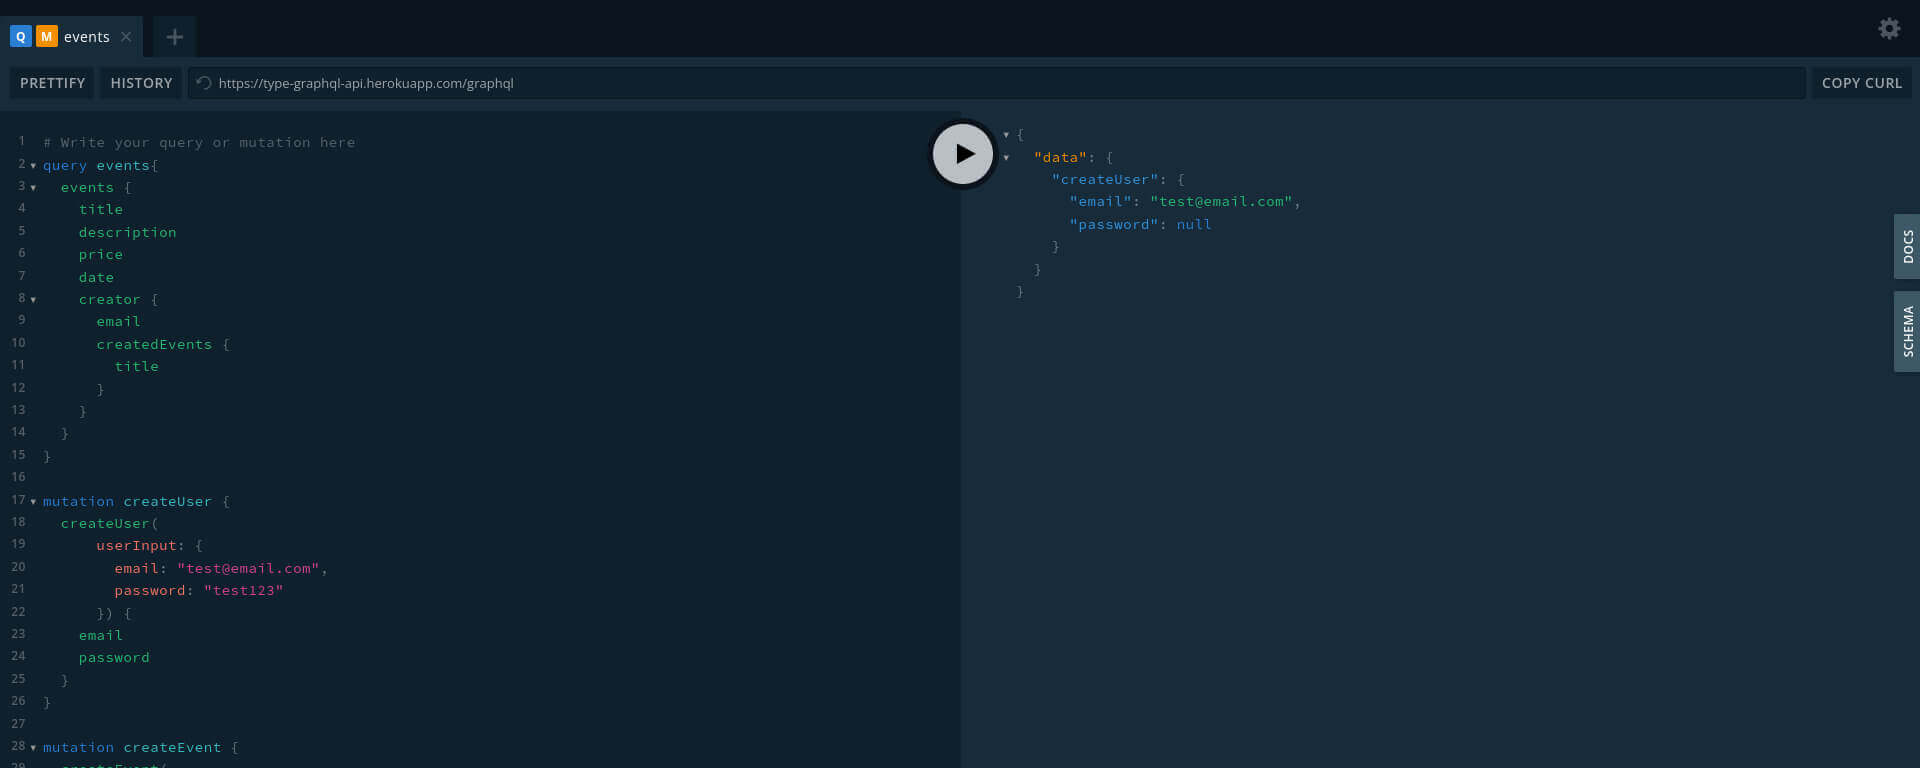 Q M events
PRETTIFY HISTORY https://type-graphql-api.herokuapp.com/graphql COPY CURL
1 # Write your query or mutation here
2 query events{
3 events {
4 title
5 description
6 price
7 date
8 creator {
9 email
10 createdEvents {
11 title
12 }
13 }
14 }
15 }
16
17 mutation createUser {
18 createUser(
19 userInput: {
20 email: "test@email.com",
21 password: "test123"
22 }) {
23 email
24 password
25 }
26 }
27
28 mutation createEvent {
29 createEvent(
{
"data": {
"createUser": {
"email": "test@email.com",
"password": null
}
}
}
DOCS
SCHEMA